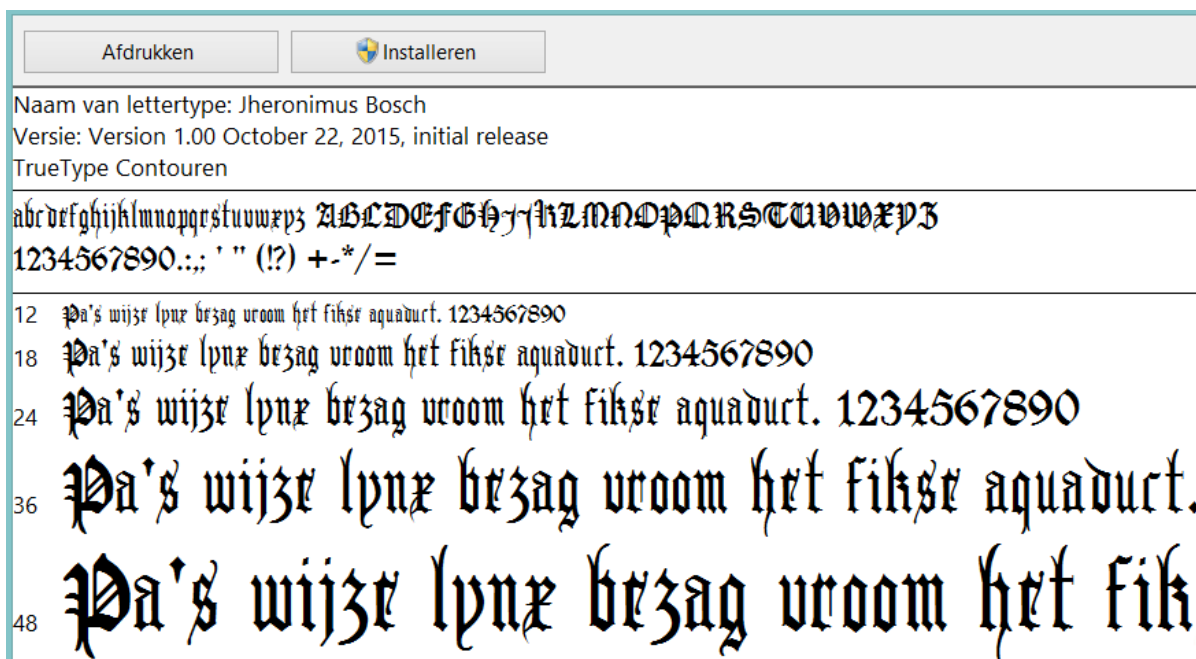 Afdrukken Installeren
Naam van lettertype: Jheronimus Bosch
Versie: Version 1.00 October 22, 2015, initial release
TrueType Contouren
abcdefghijklmnopqrstuvwxyz ABCDEFGHIJKLMNOPQRSTUVWXYZ
1234567890.:,; ' " (!?) +-*/=
12 Pa's wijze lynx bezag vroom het fikse aquaduct. 1234567890
18 Pa's wijze lynx bezag vroom het fikse aquaduct. 1234567890
24 Pa's wijze lynx bezag vroom het fikse aquaduct. 1234567890
36 Pa's wijze lynx bezag vroom het fikse aquaduct.
48 Pa's wijze lynx bezag vroom het fik